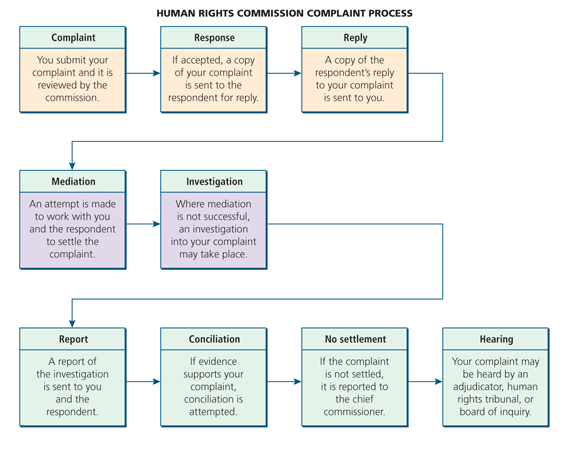 HUMAN RIGHTS COMMISSION COMPLAINT PROCESS
Complaint
You submit your
complaint and it is
reviewed by the
commission.
Response
If accepted, a copy
of your complaint
is sent to the
respondent for reply.
Reply
A copy of the
respondent's reply
to your complaint
is sent to you.
Mediation
An attempt is made
to work with you
and the respondent
to settle the
complaint.
Investigation
Where mediation
is not successful,
an investigation
into your complaint
may take place.
Report
A report of
the investigation
is sent to you
and the
respondent.
Conciliation
If evidence
supports your
complaint,
conciliation is
attempted.
No settlement
If the complaint
is not settled,
it is reported to
the chief
commissioner.
Hearing
Your complaint may
be heard by an
adjudicator, human
rights tribunal, or
board of inquiry.